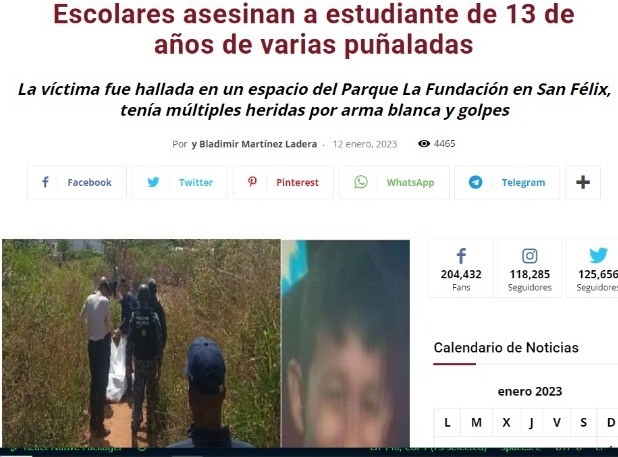 Escolares asesinan a estudiante de 13 de
años de varias puñaladas
La víctima fue hallada en un espacio del Parque La Fundación en San Félix,
tenía múltiples heridas por arma blanca y golpes
Por y Bladimir Martínez Ladera - 12 enero, 2023 4465
Facebook
Twitter
Pinterest
WhatsApp
Telegram
204,432
Fans
118,285
Seguidores
125,656
Seguidores
Calendario de Noticias
enero 2023
L M X J V S D